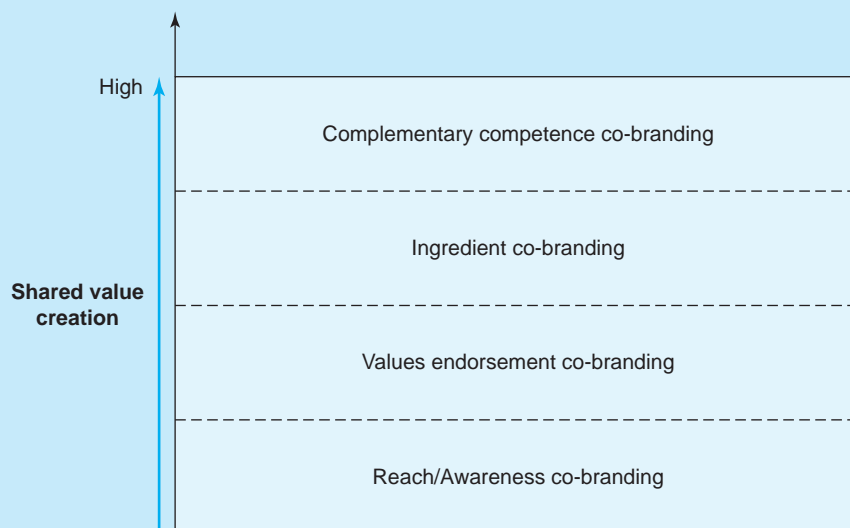 High
Complementary competence co-branding
Ingredient co-branding
Shared value
creation
Values endorsement co-branding
Reach/Awareness co-branding